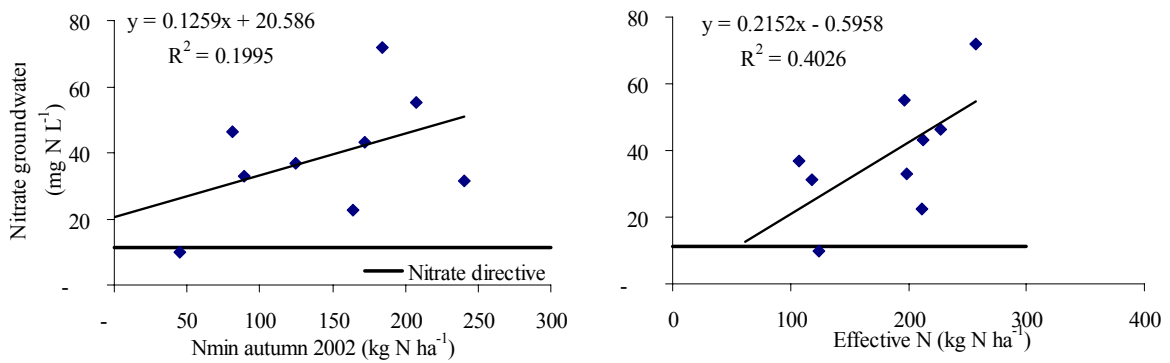 y = 0.1259x + 20.586
R² = 0.1995
80
60
40
20
-
Nitrate groundwater
(mg N L⁻¹)
Nitrate directive
- 50 100 150 200 250 300
Nmin autumn 2002 (kg N ha⁻¹)
y = 0.2152x - 0.5958
R² = 0.4026
80
60
40
20
-
0 100 200 300 400
Effective N (kg N ha⁻¹)